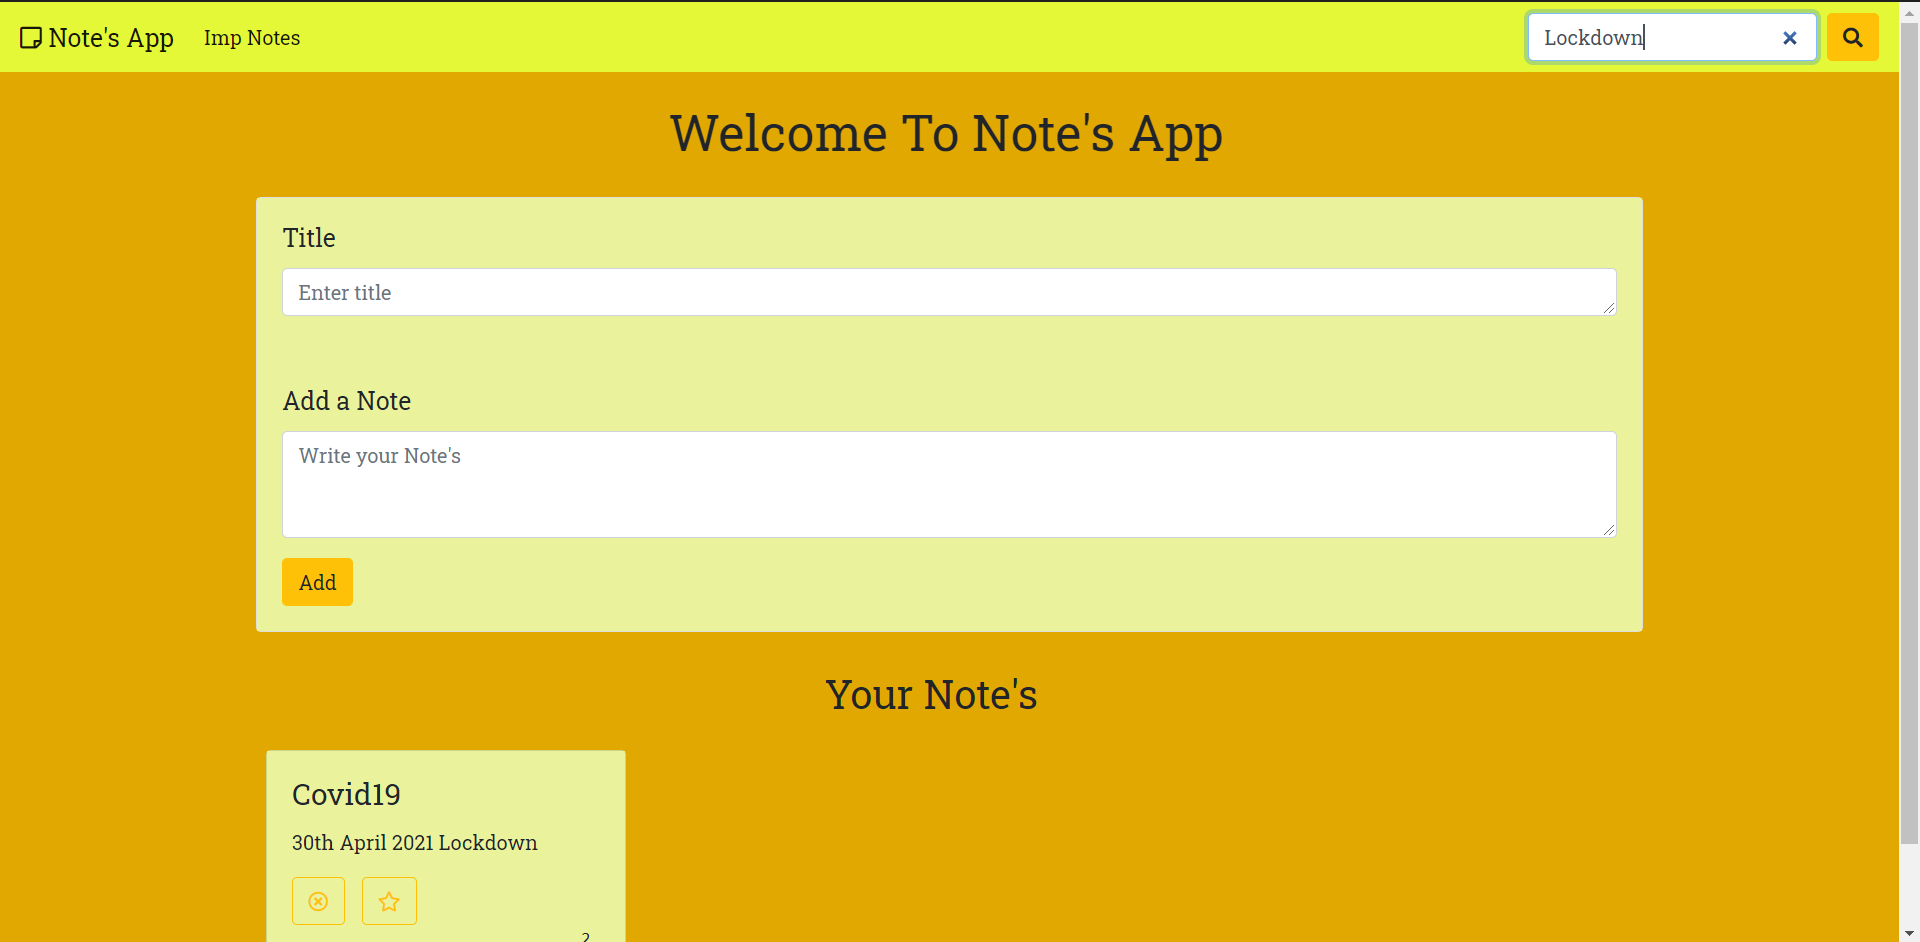 Note's App Imp Notes Lockdown
Welcome To Note's App
Title
Enter title
Add a Note
Write your Note's
Add
Your Note's
Covid19
30th April 2021 Lockdown
2